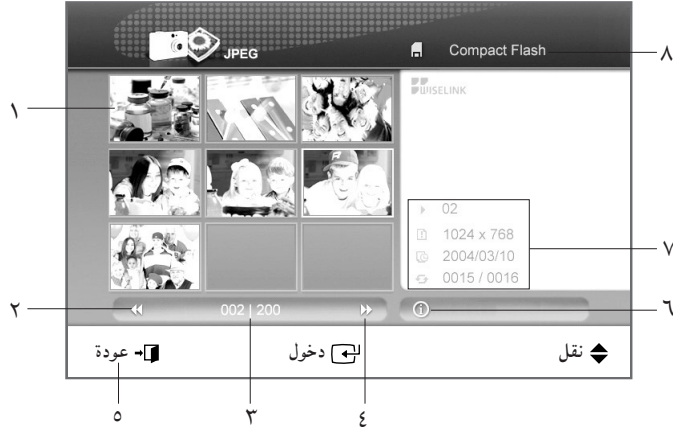 JPEG
Compact Flash
٨
WISELINK
١
02
1024 x 768
2004/03/10
0015 / 0016
٧
٢
002 | 200
٦
نقل
دخول
عودة
٥
٣
٤